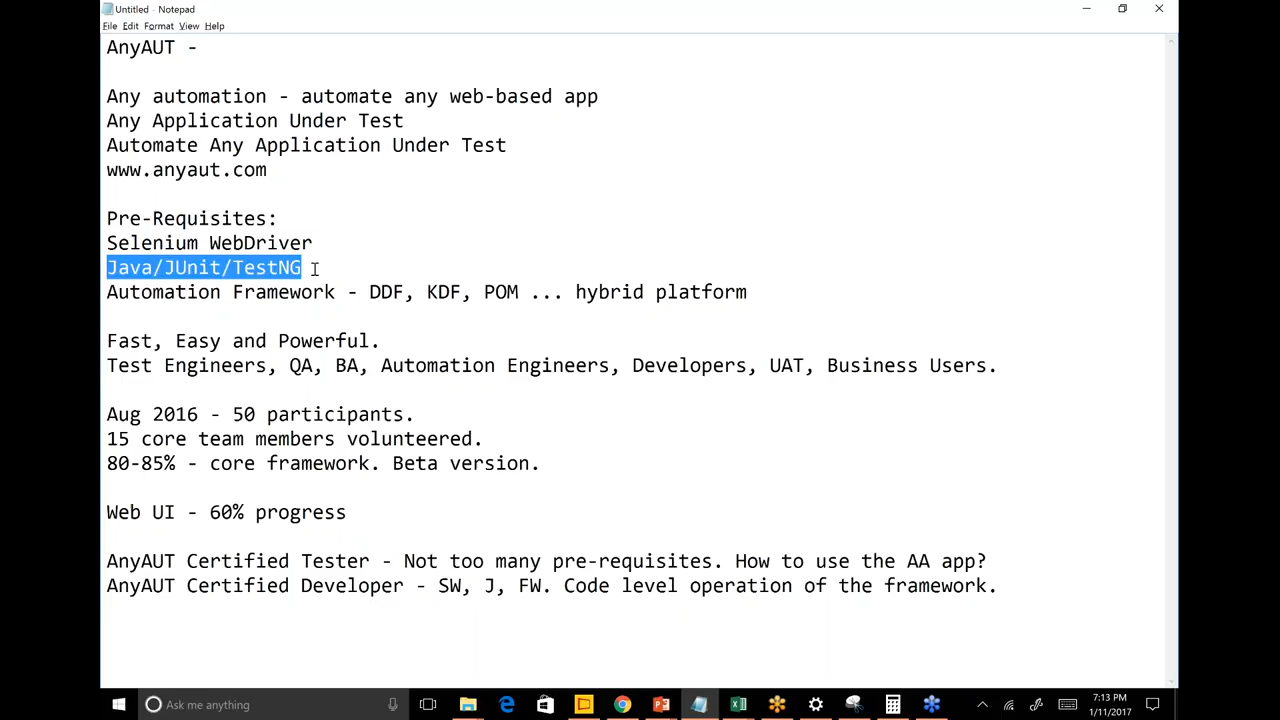 Untitled - Notepad
File Edit Format View Help
AnyAUT -
Any automation - automate any web-based app
Any Application Under Test
Automate Any Application Under Test
www.anyaut.com
Pre-Requisites:
Selenium WebDriver
Java/JUnit/TestNG
Automation Framework - DDF, KDF, POM ... hybrid platform
Fast, Easy and Powerful.
Test Engineers, QA, BA, Automation Engineers, Developers, UAT, Business Users.
Aug 2016 - 50 participants.
15 core team members volunteered.
80-85% - core framework. Beta version.
Web UI - 60% progress
AnyAUT Certified Tester - Not too many pre-requisites. How to use the AA app?
AnyAUT Certified Developer - SW, J, FW. Code level operation of the framework.
Ask me anything
7:13 PM
1/11/2017